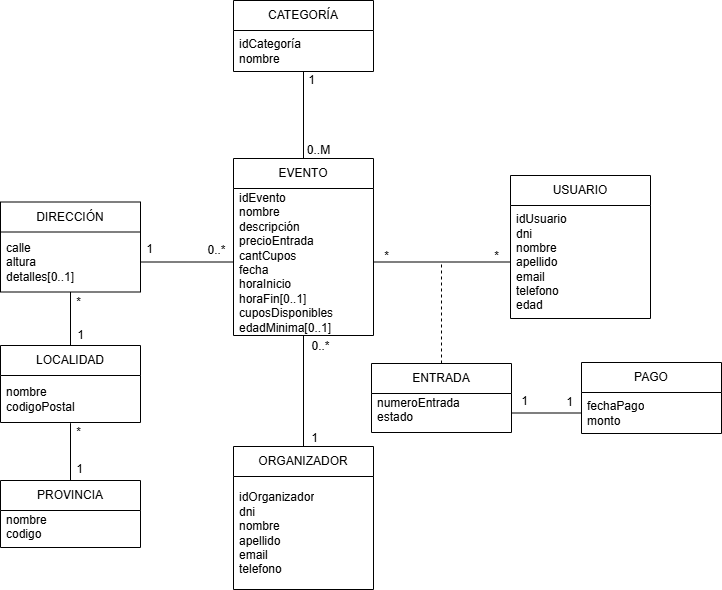 CATEGORÍA
idCategoría
nombre
1
0..M
EVENTO
idEvento
nombre
descripción
precioEntrada
cantCupos
fecha
horaInicio
horaFin[0..1]
cuposDisponibles
edadMinima[0..1]
USUARIO
idUsuario
dni
nombre
apellido
email
telefono
edad
DIRECCIÓN
calle
altura
detalles[0..1]
1
0..*
*
*
*
1
LOCALIDAD
nombre
codigoPostal
*
1
PROVINCIA
nombre
codigo
0..*
1
ORGANIZADOR
idOrganizador
dni
nombre
apellido
email
telefono
ENTRADA
numeroEntrada
estado
1
1
PAGO
fechaPago
monto